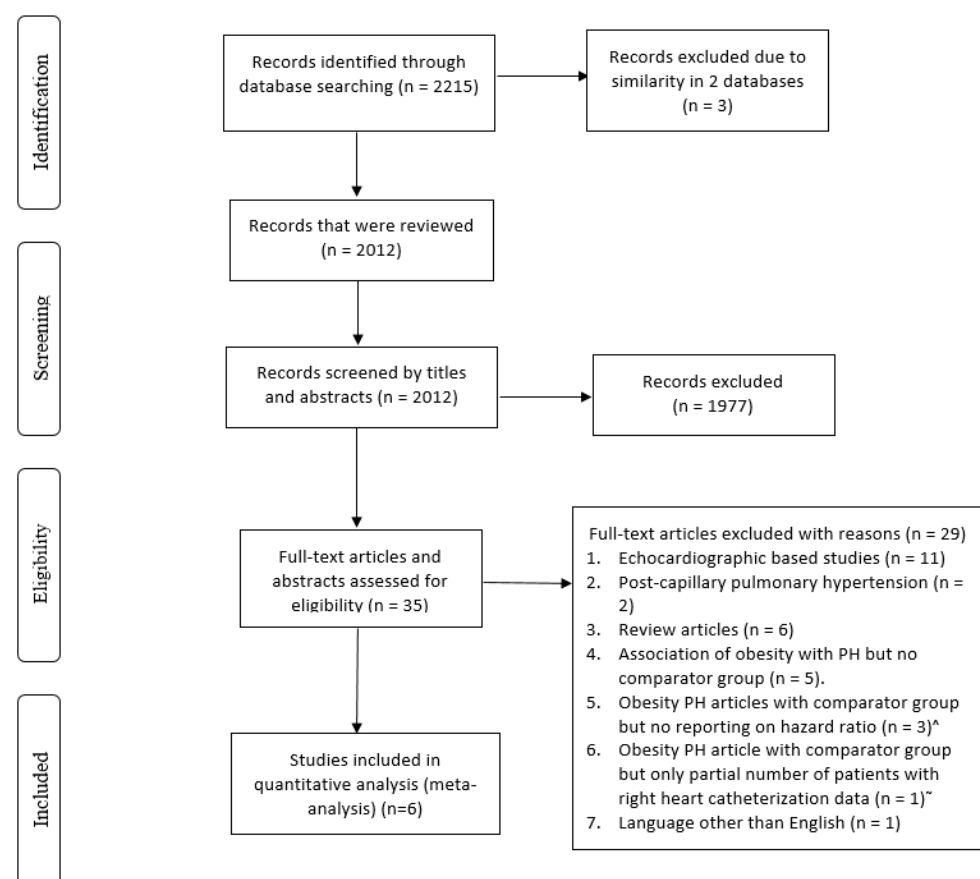 Identification
Records identified through
database searching (n = 2215)
Records excluded due to
similarity in 2 databases
(n = 3)
Records that were reviewed
(n = 2012)
Screening
Records screened by titles
and abstracts (n = 2012)
Records excluded
(n = 1977)
Eligibility
Full-text articles and
abstracts assessed for
eligibility (n = 35)
Full-text articles excluded with reasons (n = 29)
1. Echocardiographic based studies (n = 11)
2. Post-capillary pulmonary hypertension (n =
2)
3. Review articles (n = 6)
4. Association of obesity with PH but no
comparator group (n = 5).
5. Obesity PH articles with comparator group
but no reporting on hazard ratio (n = 3)^
6. Obesity PH article with comparator group
but only partial number of patients with
right heart catheterization data (n = 1)~
7. Language other than English (n = 1)
Included
Studies included in
quantitative analysis (meta-
analysis) (n=6)